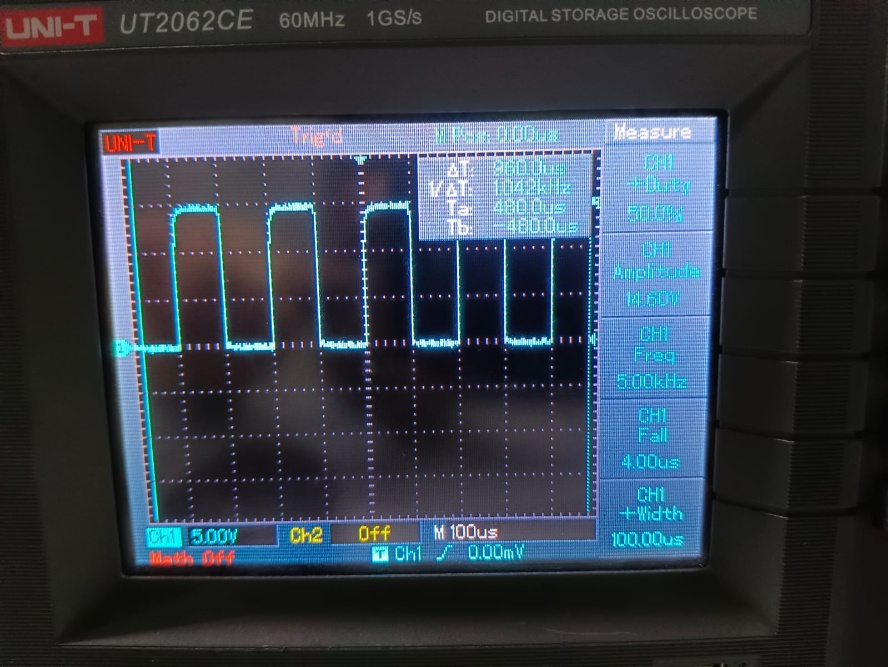 UNI-T UT2062CE 60MHz 1GS/s DIGITAL STORAGE OSCILLOSCOPE
UNI-T Trig'd M Pos: 0.00us Measure
ΔT: 960.0us
1/ΔT: 1.042kHz
Ta: 480.0us
Tb: -480.0us
CH1
+Duty
50.0%
CH1
Amplitude
14.60V
CH1
Freq
5.00kHz
CH1
Fall
4.00us
CH1
+Width
100.00us
1
Ch1 5.00V Ch2 Off M 100us
Math Off T Ch1 0.00mV